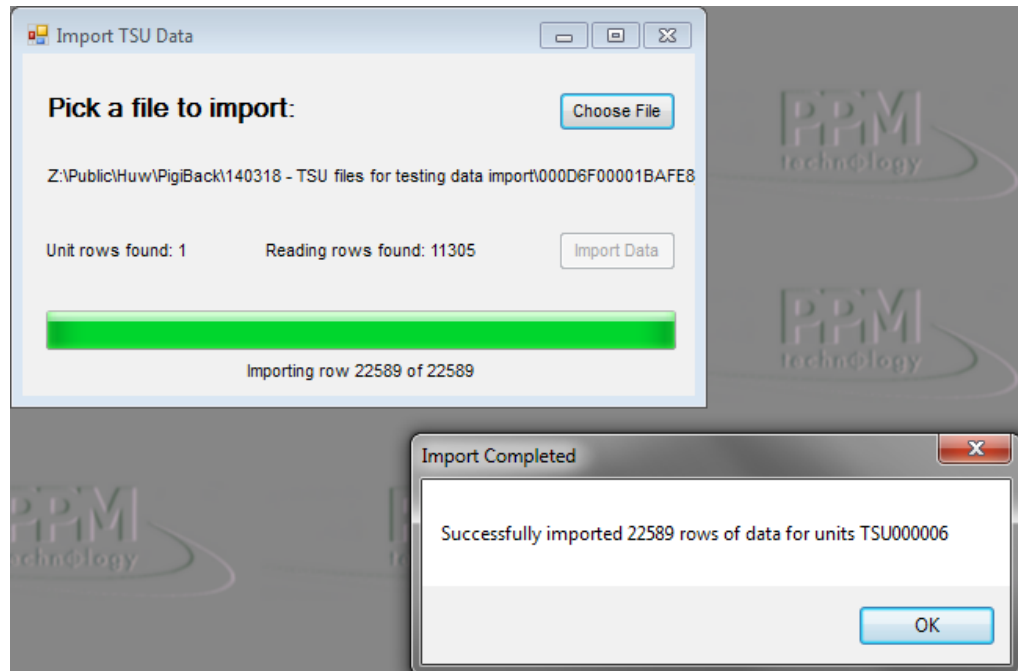 Import TSU Data
Pick a file to import:
Choose File
Z:\Public\Huw\PigiBack\140318 - TSU files for testing data import\000D6F00001BAFE8
Unit rows found: 1
Reading rows found: 11305
Import Data
Importing row 22589 of 22589
PPM
technology
PPM
technology
Import Completed
Successfully imported 22589 rows of data for units TSU000006
OK
PPM
technology